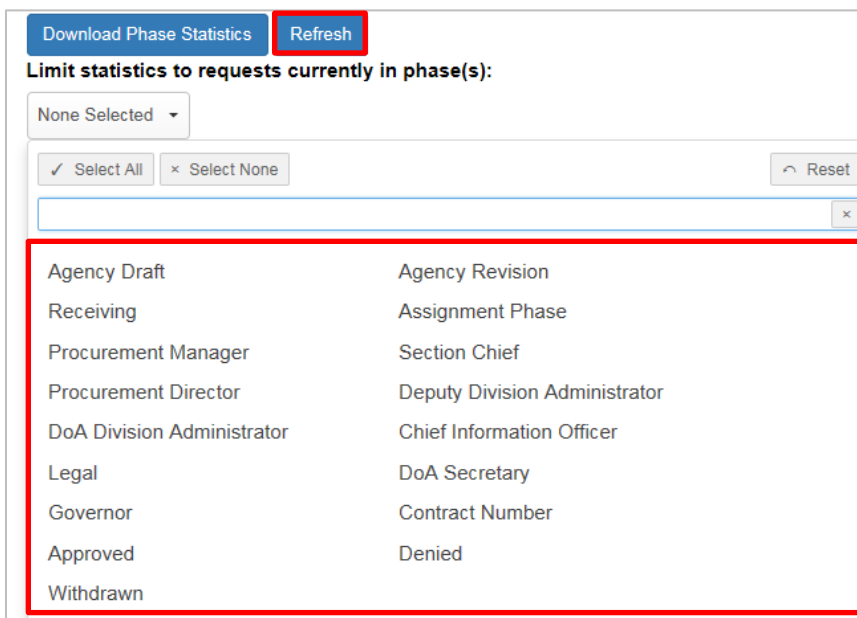 Download Phase Statistics Refresh
Limit statistics to requests currently in phase(s):
None Selected
✓ Select All × Select None Reset
×
Agency Draft Agency Revision
Receiving Assignment Phase
Procurement Manager Section Chief
Procurement Director Deputy Division Administrator
DoA Division Administrator Chief Information Officer
Legal DoA Secretary
Governor Contract Number
Approved Denied
Withdrawn